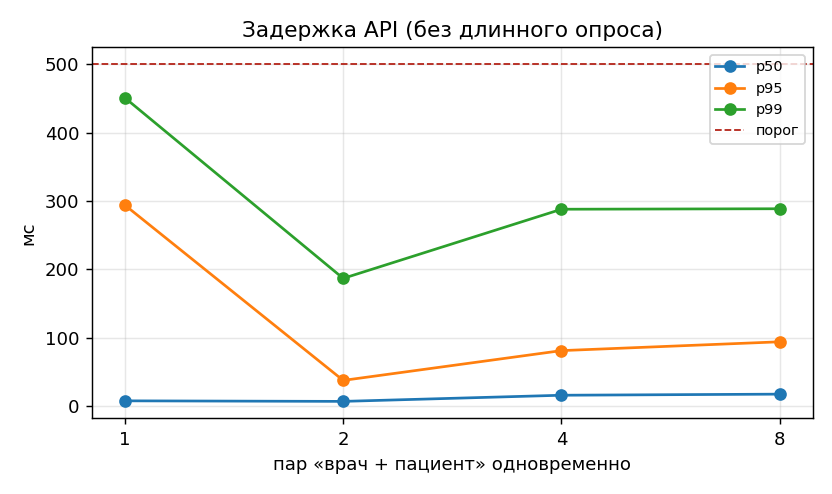 Задержка API (без длинного опроса)
500
400
300
200
100
0
мс
p50
p95
p99
порог
1 2 4 8
пар «врач + пациент» одновременно